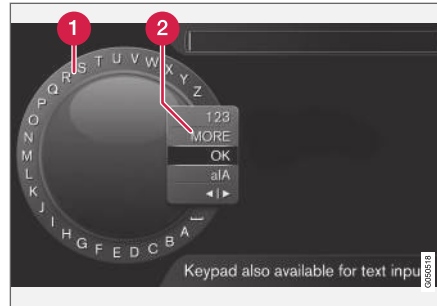 1
2
A B C D E F G H I J K L M N O P Q R S T U V W X Y Z
123
MORE
OK
a|A
◄|►
Keypad also available for text inpu
G050518